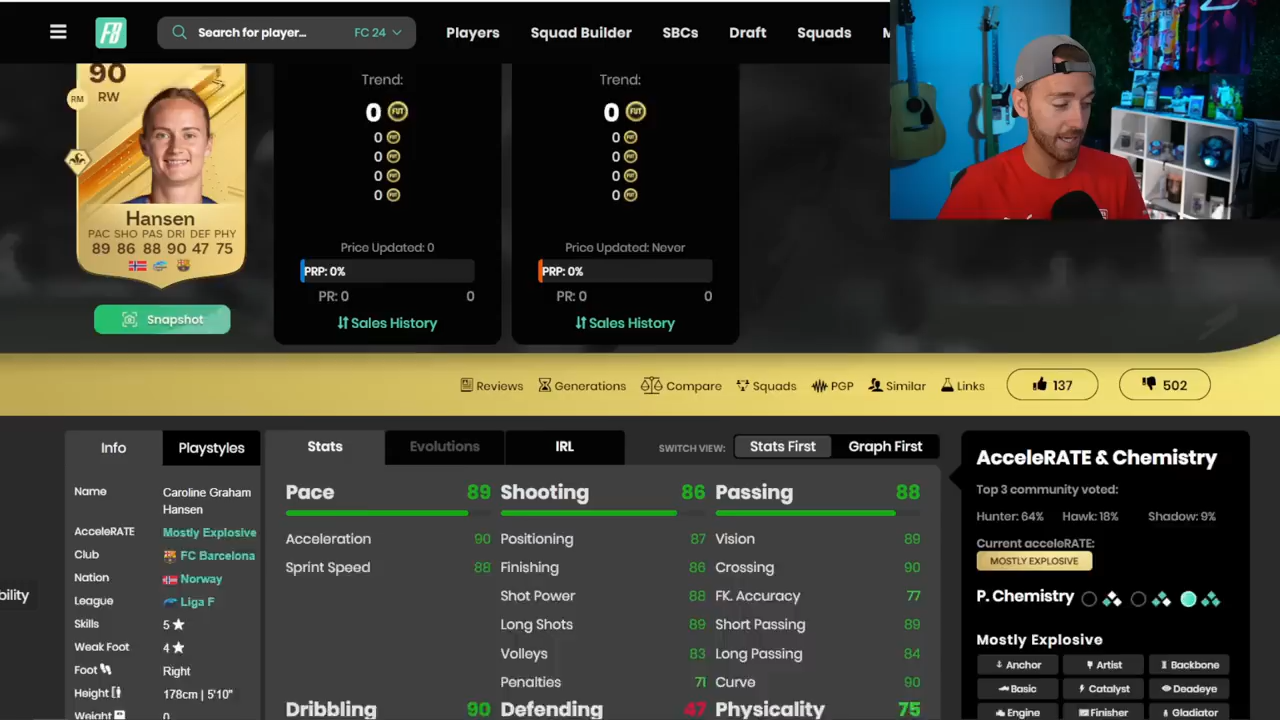 FB
Search for player...
FC 24
Players
Squad Builder
SBCs
Draft
Squads
M
90
RW
RM
Hansen
PAC SHO PAS DRI DEF PHY
89 86 88 90 47 75
Snapshot
Trend:
0 FUT
0
0
0
0
Price Updated: 0
PRP: 0%
PR: 0
0
Sales History
Trend:
0 FUT
0
0
0
0
Price Updated: Never
PRP: 0%
PR: 0
0
Sales History
Reviews
Generations
Compare
Squads
PGP
Similar
Links
137
502
bility
Info
Playstyles
Name
Caroline Graham
Hansen
AcceleRATE
Mostly Explosive
Club
FC Barcelona
Nation
Norway
League
Liga F
Skills
5 ★
Weak Foot
4 ★
Foot
Right
Height
178cm | 5'10"
Weight
0
Stats
Evolutions
IRL
SWITCH VIEW:
Stats First
Graph First
Pace 89
Acceleration 90
Sprint Speed 88
Shooting 86
Positioning 87
Finishing 86
Shot Power 88
Long Shots 89
Volleys 83
Penalties 71
Passing 88
Vision 89
Crossing 90
FK. Accuracy 77
Short Passing 89
Long Passing 84
Curve 90
Dribbling 90
Defending 47
Physicality 75
AcceleRATE & Chemistry
Top 3 community voted:
Hunter: 64% Hawk: 18% Shadow: 9%
Current acceleRATE:
MOSTLY EXPLOSIVE
P. Chemistry
Mostly Explosive
Anchor
Artist
Backbone
Basic
Catalyst
Deadeye
Engine
Finisher
Gladiator